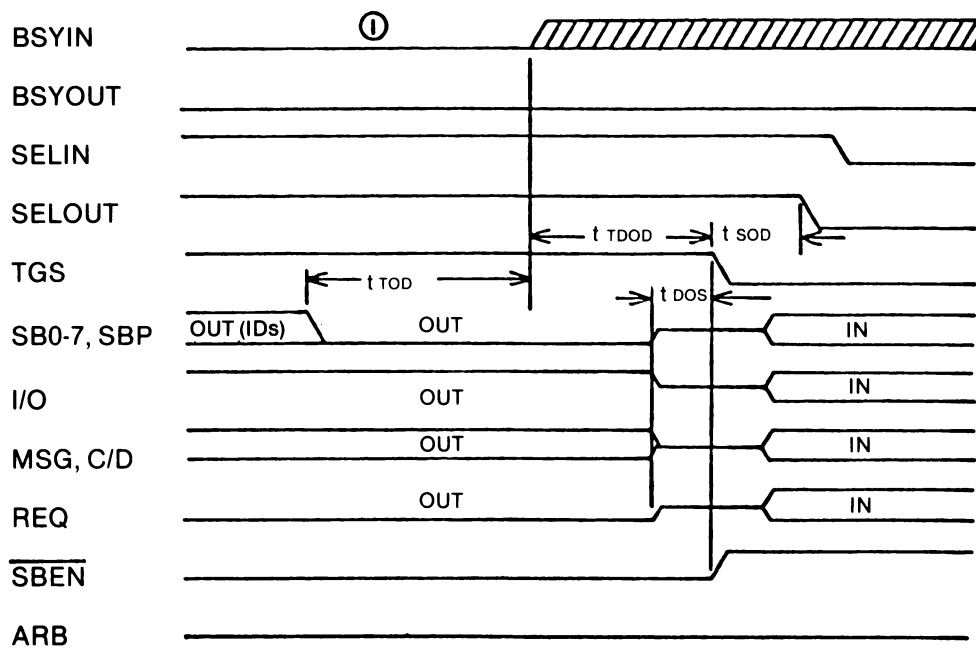 BSYIN
①
BSYOUT
SELIN
SELOUT
t TDOD
t SOD
TGS
t TOD
t DOS
SB0-7, SBP
OUT (IDs)
OUT
IN
I/O
OUT
IN
MSG, C/D
OUT
IN
REQ
OUT
IN
SBEN
ARB